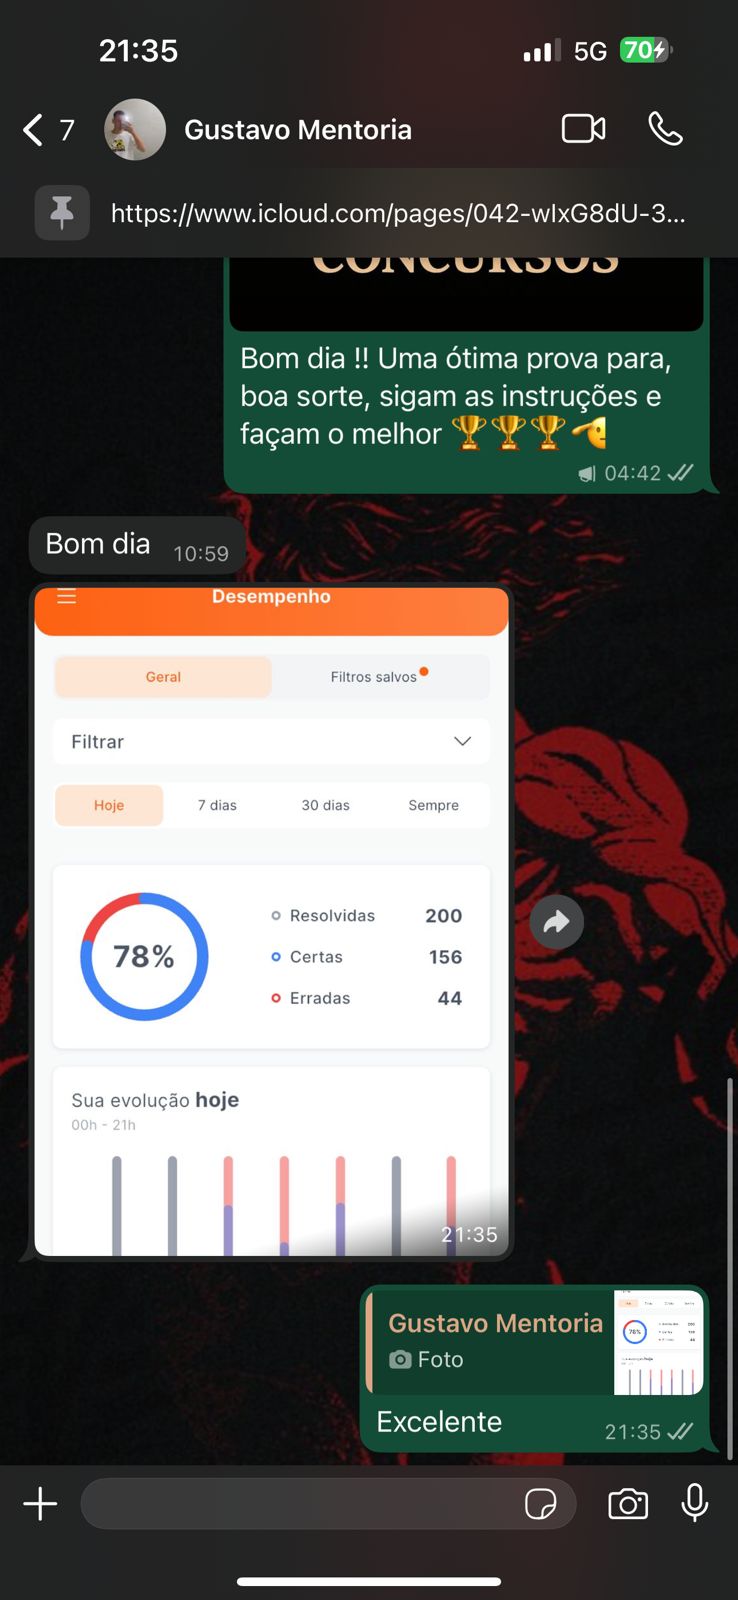 21:35
5G
70
7
Gustavo Mentoria
https://www.icloud.com/pages/042-wIxG8dU-3...
CONCURSOS
Bom dia !! Uma ótima prova para,
boa sorte, sigam as instruções e
façam o melhor 🏆🏆🏆🫡
04:42
Bom dia
10:59
Desempenho
Geral
Filtros salvos
Filtrar
Hoje
7 dias
30 dias
Sempre
78%
Resolvidas 200
Certas 156
Erradas 44
Sua evolução hoje
00h - 21h
21:35
Gustavo Mentoria
Foto
Excelente
21:35